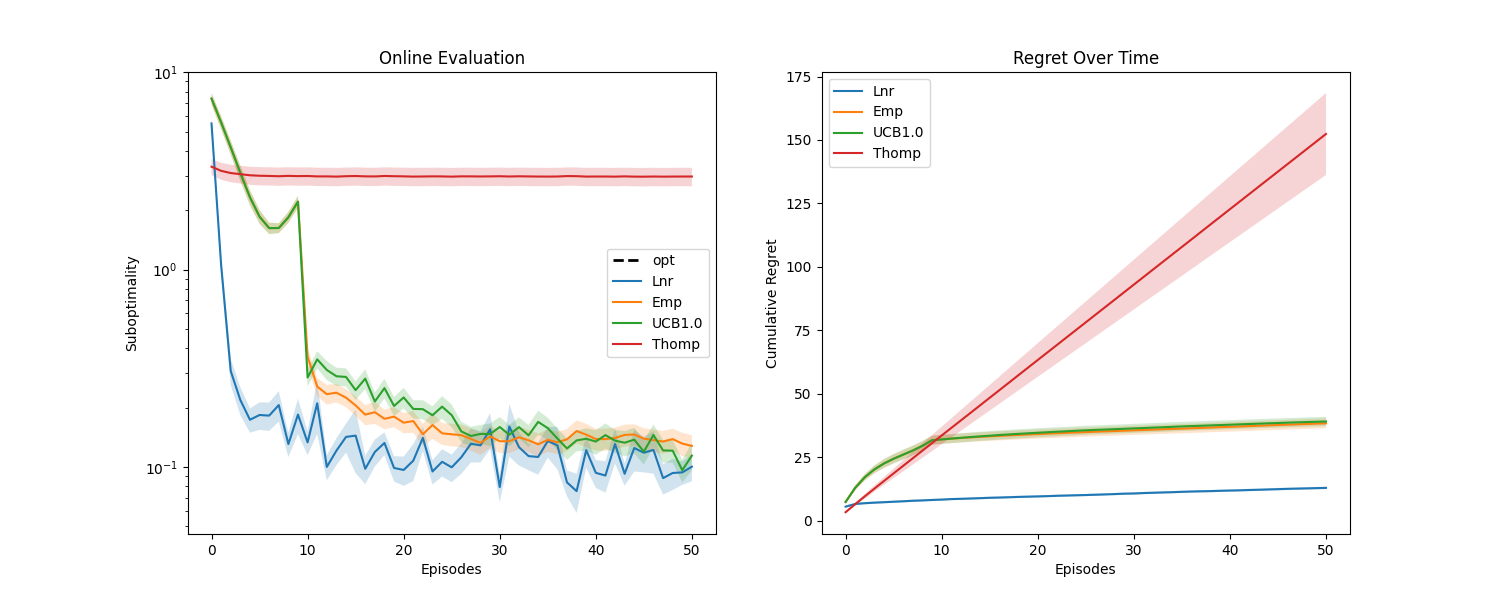 Online Evaluation
Suboptimality
10^1
10^0
10^-1
0 10 20 30 40 50
Episodes
opt
Lnr
Emp
UCB1.0
Thomp
Regret Over Time
Cumulative Regret
175
150
125
100
75
50
25
0
0 10 20 30 40 50
Episodes
Lnr
Emp
UCB1.0
Thomp